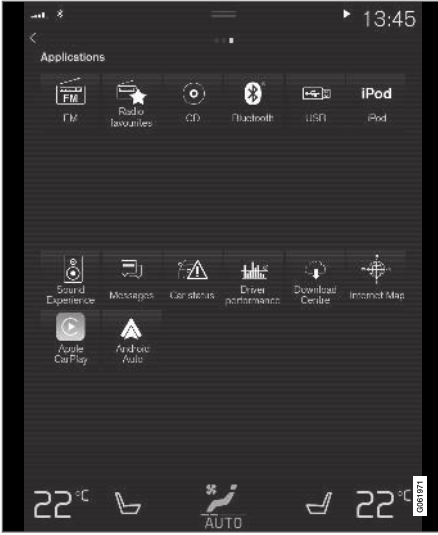 13:45
Applications
FM
iPod
FM
Radio
favourites
CD
Bluetooth
USB
iPod
Sound
Experience
Messages
Car status
Driver
performance
Download
Centre
Internet Map
Apple
CarPlay
Android
Auto
22°C
AUTO
22°C
G061971